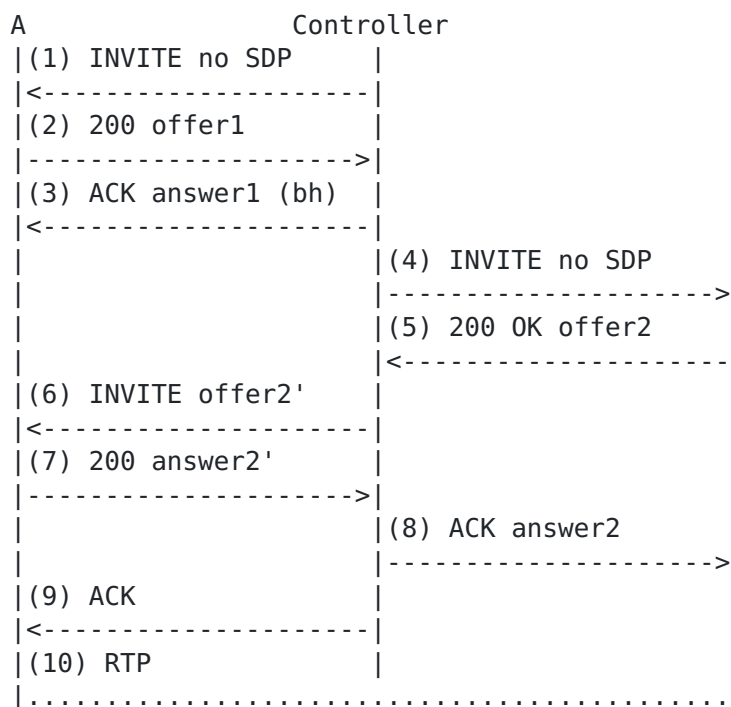 A Controller
|(1) INVITE no SDP |
|<----------------------|
|(2) 200 offer1 |
|--------------------->|
|(3) ACK answer1 (bh) |
|<----------------------|
| |(4) INVITE no SDP
| |---------------------->
| |(5) 200 OK offer2
| |<----------------------
|(6) INVITE offer2' |
|<----------------------|
|(7) 200 answer2' |
|--------------------->|
| |(8) ACK answer2
| |---------------------->
|(9) ACK |
|<----------------------|
|(10) RTP |
|..............................................